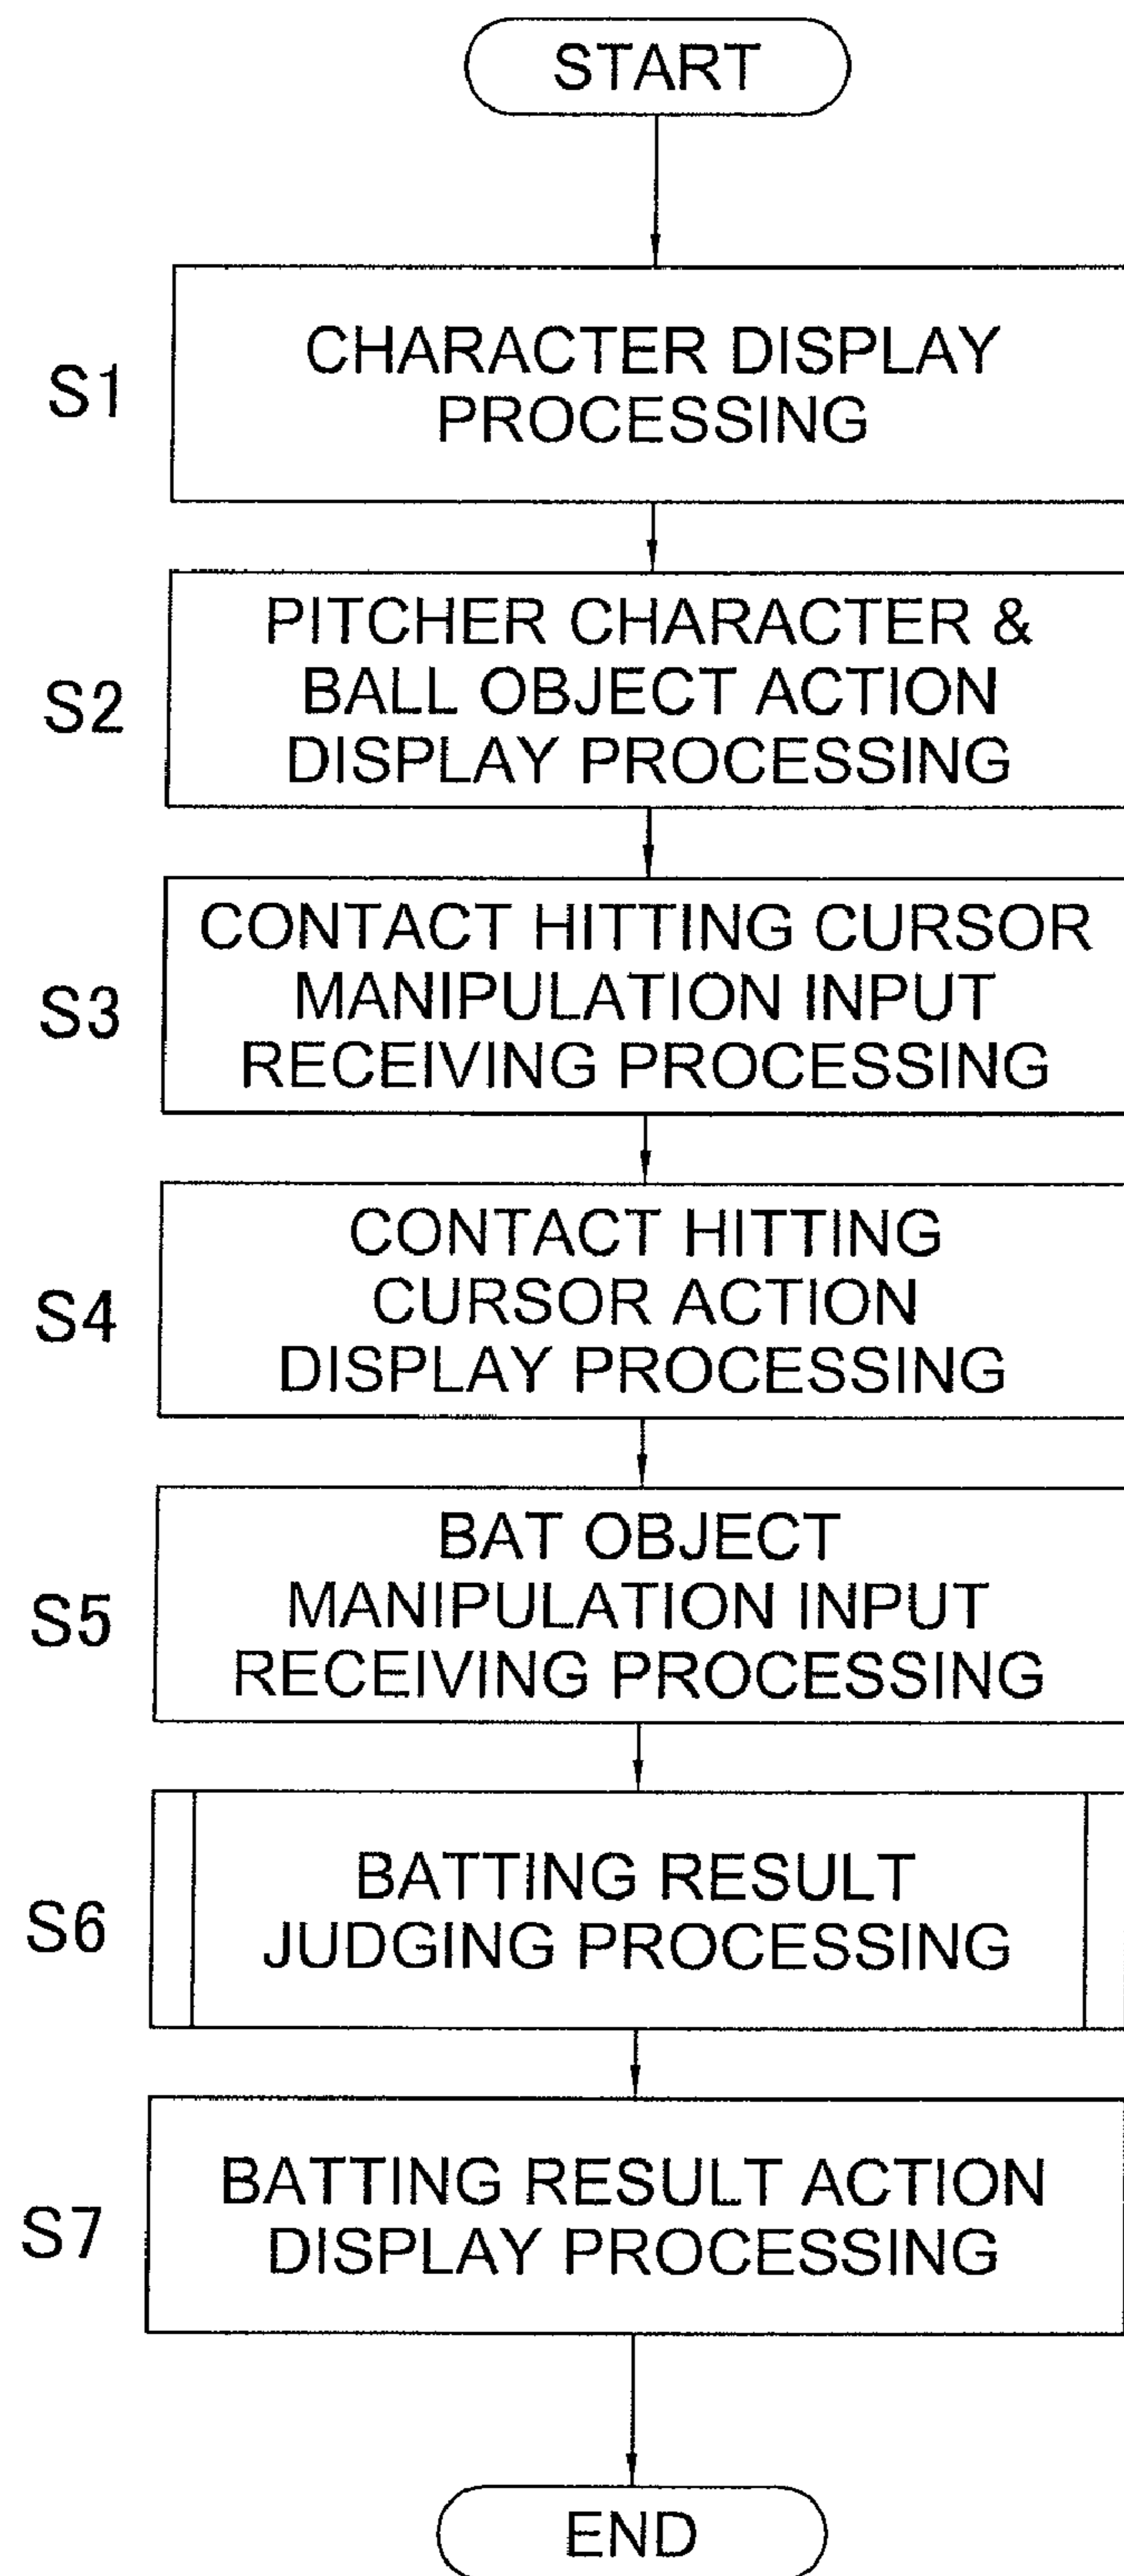 START
S1
CHARACTER DISPLAY
PROCESSING
S2
PITCHER CHARACTER &
BALL OBJECT ACTION
DISPLAY PROCESSING
S3
CONTACT HITTING CURSOR
MANIPULATION INPUT
RECEIVING PROCESSING
S4
CONTACT HITTING
CURSOR ACTION
DISPLAY PROCESSING
S5
BAT OBJECT
MANIPULATION INPUT
RECEIVING PROCESSING
S6
BATTING RESULT
JUDGING PROCESSING
S7
BATTING RESULT ACTION
DISPLAY PROCESSING
END